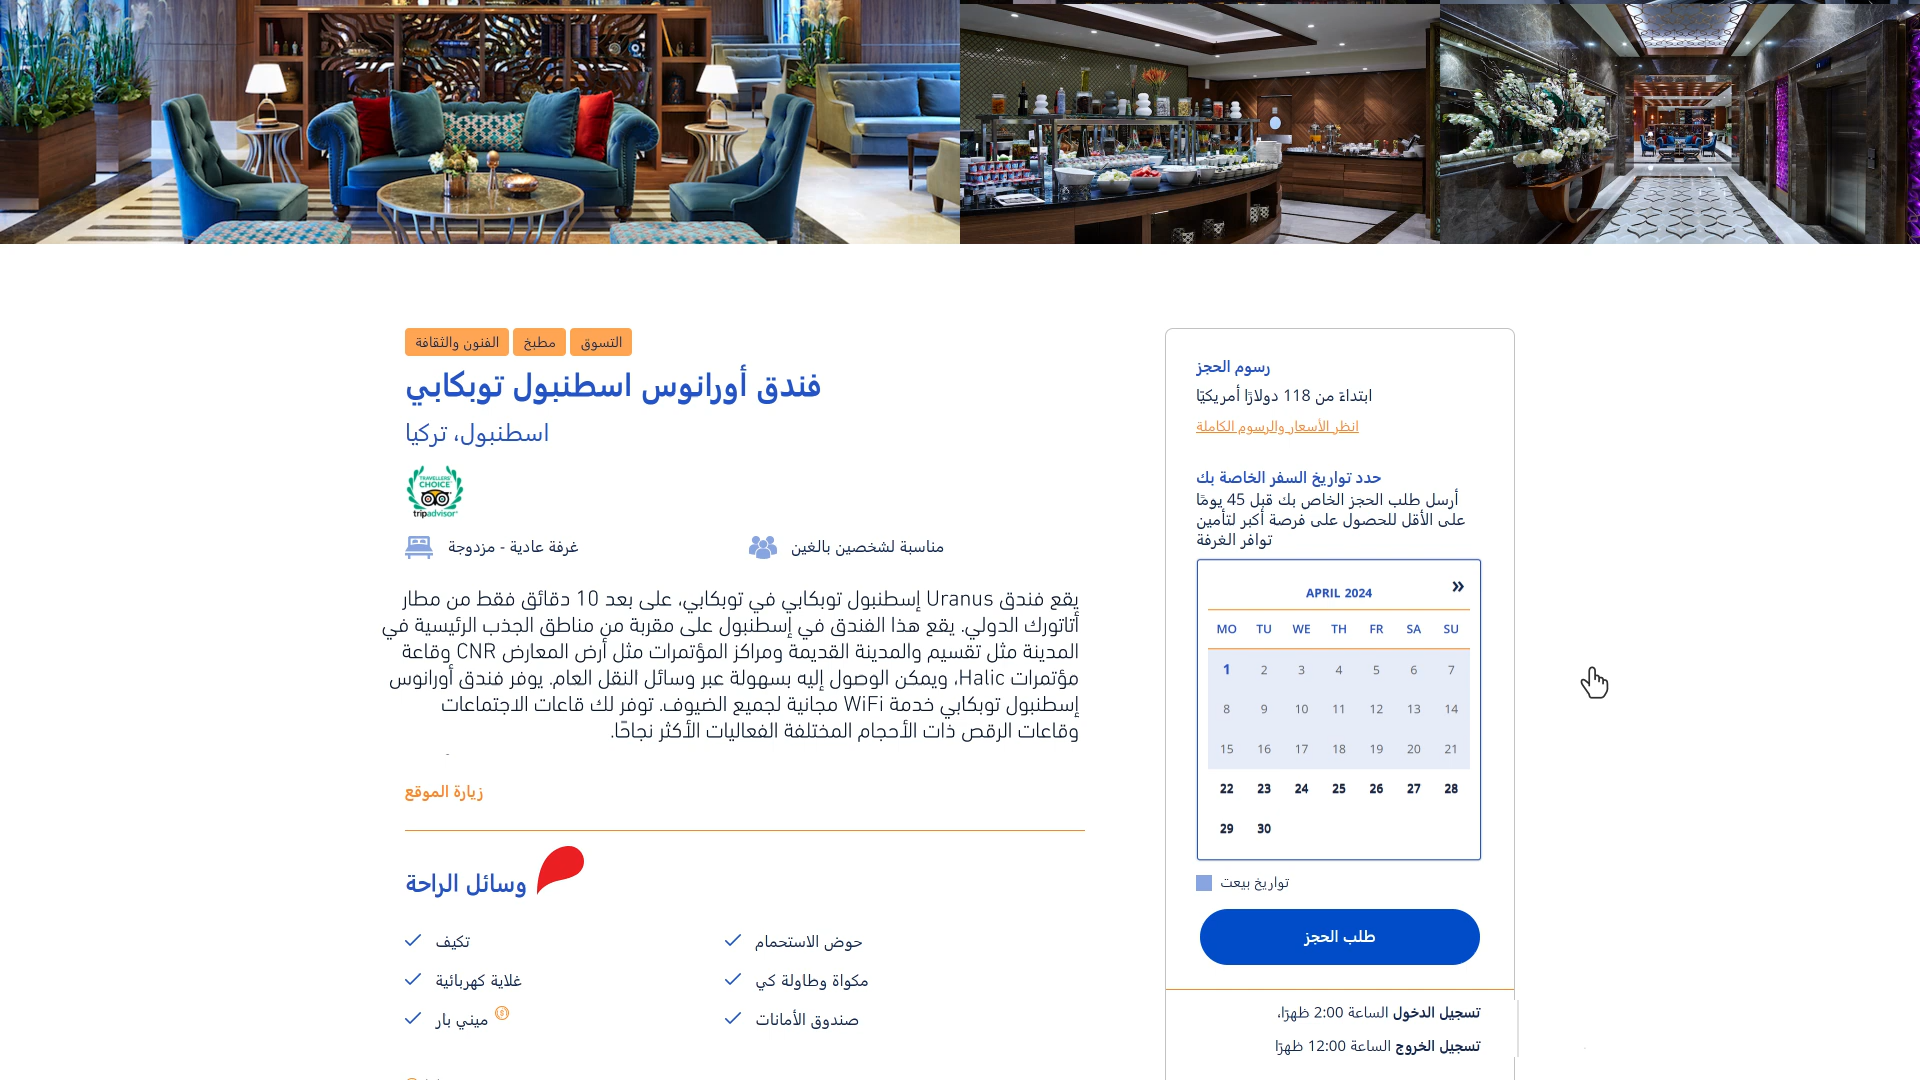 الفنون والثقافة
مطبخ
التسوق
فندق أورانوس اسطنبول توبكابي
اسطنبول، تركيا
TRAVELLERS'
CHOICE
tripadvisor
غرفة عادية - مزدوجة
مناسبة لشخصين بالغين
يقع فندق Uranus إسطنبول توبكابي في توبكابي، على بعد 10 دقائق فقط من مطار
أتاتورك الدولي. يقع هذا الفندق في إسطنبول على مقربة من مناطق الجذب الرئيسية في
المدينة مثل تقسيم والمدينة القديمة ومراكز المؤتمرات مثل أرض المعارض CNR وقاعة
مؤتمرات Halic، ويمكن الوصول إليه بسهولة عبر وسائل النقل العام. يوفر فندق أورانوس
إسطنبول توبكابي خدمة WiFi مجانية لجميع الضيوف. توفر لك قاعات الاجتماعات
وقاعات الرقص ذات الأحجام المختلفة الفعاليات الأكثر نجاحًا.
زيارة الموقع
وسائل الراحة
تكيف
حوض الاستحمام
غلاية كهربائية
مكواة وطاولة كي
ميني بار
صندوق الأمانات
رسوم الحجز
ابتداءً من 118 دولارًا أمريكيًا
انظر الأسعار والرسوم الكاملة
حدد تواريخ السفر الخاصة بك
أرسل طلب الحجز الخاص بك قبل 45 يومًا
على الأقل للحصول على فرصة أكبر لتأمين
توافر الغرفة
APRIL 2024 »
MO TU WE TH FR SA SU
1 2 3 4 5 6 7
8 9 10 11 12 13 14
15 16 17 18 19 20 21
22 23 24 25 26 27 28
29 30
تواريخ بيعت
طلب الحجز
تسجيل الدخول الساعة 2:00 ظهرًا،
تسجيل الخروج الساعة 12:00 ظهرًا